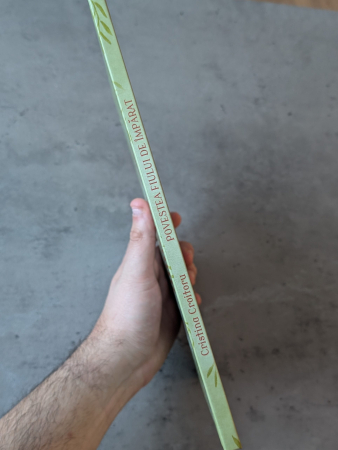 POVESTEA FIULUI DE ÎMPĂRAT
Cristina Croitoru